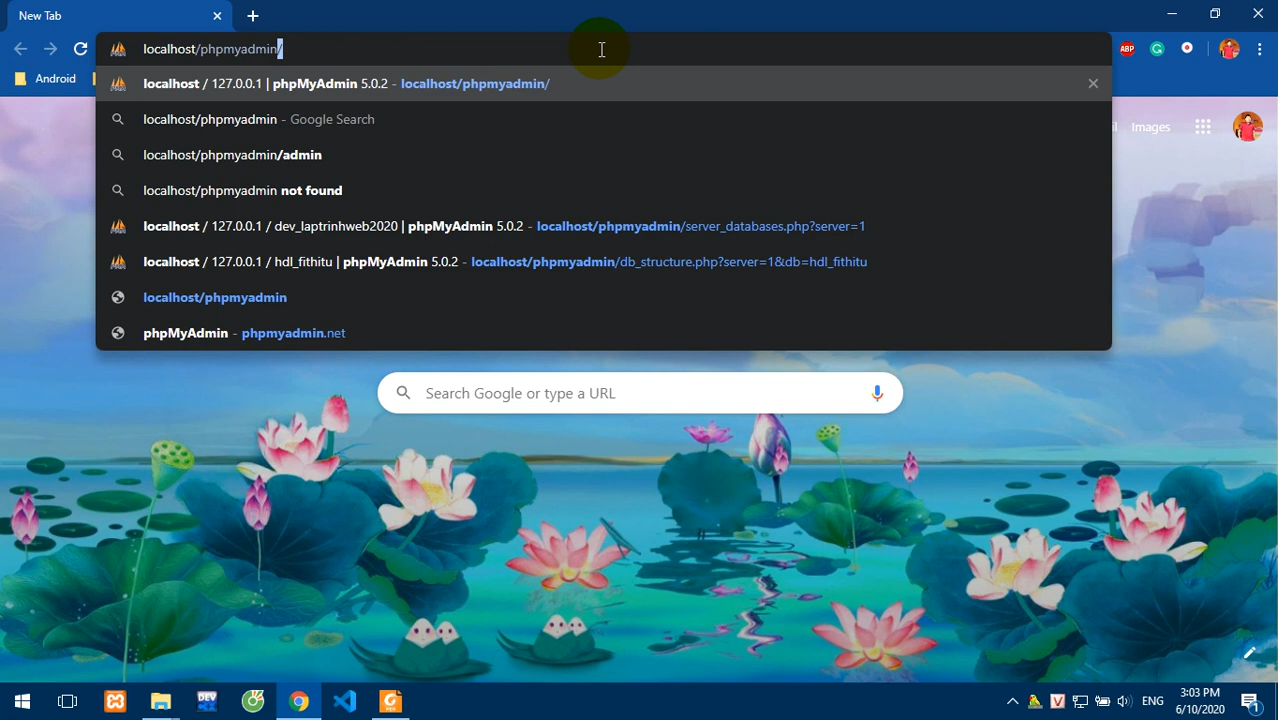 New Tab
localhost/phpmyadmin/
ABP
localhost / 127.0.0.1 | phpMyAdmin 5.0.2 - localhost/phpmyadmin/
Android
localhost/phpmyadmin - Google Search
Images
localhost/phpmyadmin/admin
localhost/phpmyadmin not found
localhost / 127.0.0.1 / dev_laptrinhweb2020 | phpMyAdmin 5.0.2 - localhost/phpmyadmin/server_databases.php?server=1
localhost / 127.0.0.1 / hdl_fithitu | phpMyAdmin 5.0.2 - localhost/phpmyadmin/db_structure.php?server=1&db=hdl_fithitu
localhost/phpmyadmin
phpMyAdmin - phpmyadmin.net
Search Google or type a URL
DEV
V
ENG
3:03 PM
6/10/2020
1